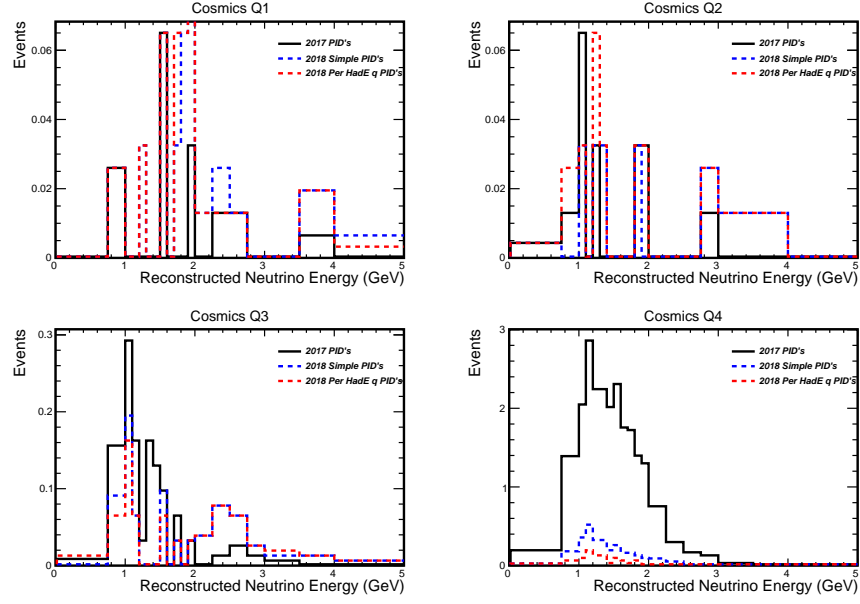 Cosmics Q1
Events
0.06
0.04
0.02
0
2017 PID's
2018 Simple PID's
2018 Per HadE q PID's
0 1 2 3 4 5
Reconstructed Neutrino Energy (GeV)
Cosmics Q2
Events
0.06
0.04
0.02
0
2017 PID's
2018 Simple PID's
2018 Per HadE q PID's
0 1 2 3 4 5
Reconstructed Neutrino Energy (GeV)
Cosmics Q3
Events
0.3
0.2
0.1
0
2017 PID's
2018 Simple PID's
2018 Per HadE q PID's
0 1 2 3 4 5
Reconstructed Neutrino Energy (GeV)
Cosmics Q4
Events
3
2
1
0
2017 PID's
2018 Simple PID's
2018 Per HadE q PID's
0 1 2 3 4 5
Reconstructed Neutrino Energy (GeV)